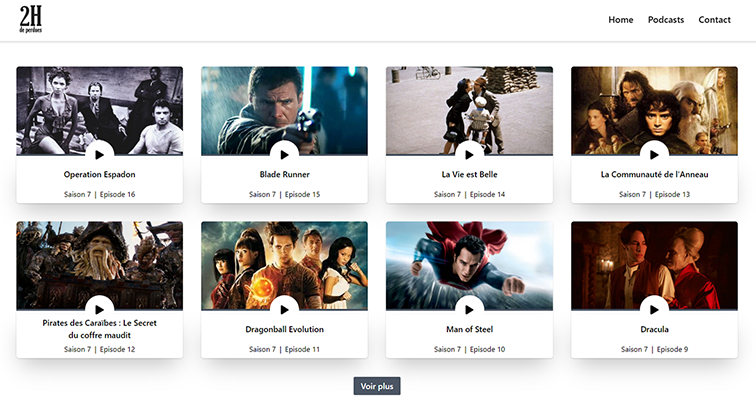 2H
de perdues
Home Podcasts Contact
Operation Espadon
Saison 7 | Episode 16
Blade Runner
Saison 7 | Episode 15
La Vie est Belle
Saison 7 | Episode 14
La Communauté de l'Anneau
Saison 7 | Episode 13
Pirates des Caraïbes : Le Secret
du coffre maudit
Saison 7 | Episode 12
Dragonball Evolution
Saison 7 | Episode 11
Man of Steel
Saison 7 | Episode 10
Dracula
Saison 7 | Episode 9
Voir plus